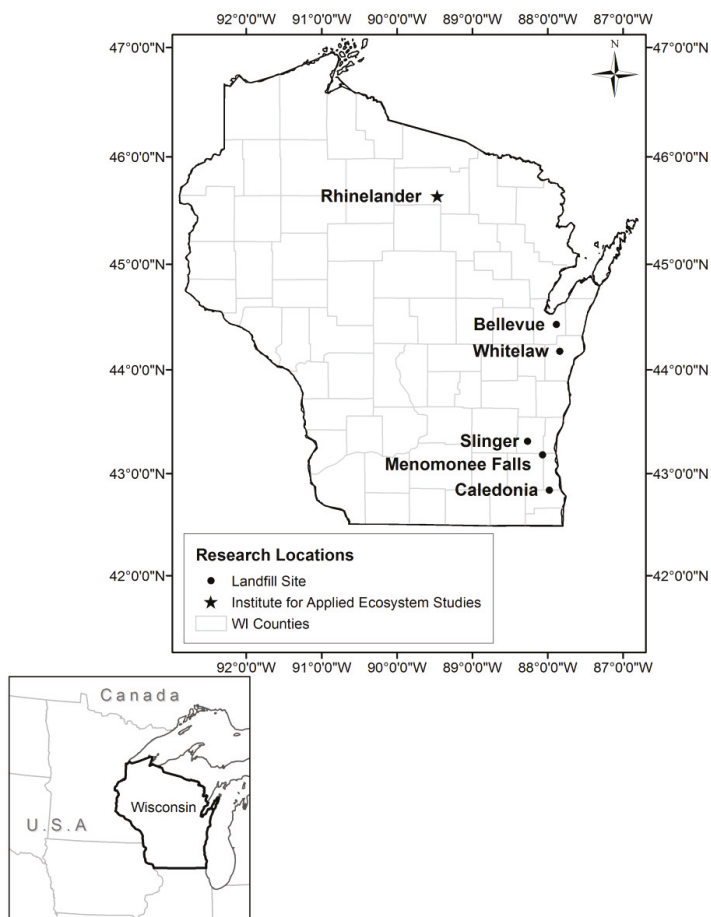 92°0'0"W 91°0'0"W 90°0'0"W 89°0'0"W 88°0'0"W 87°0'0"W
47°0'0"N 47°0'0"N
N
46°0'0"N 46°0'0"N
Rhinelander
45°0'0"N 45°0'0"N
Bellevue
Whitelaw
44°0'0"N 44°0'0"N
Slinger
Menomonee Falls
43°0'0"N 43°0'0"N
Caledonia
Research Locations
Landfill Site
Institute for Applied Ecosystem Studies
WI Counties
42°0'0"N 42°0'0"N
92°0'0"W 91°0'0"W 90°0'0"W 89°0'0"W 88°0'0"W 87°0'0"W
Canada
Wisconsin
U.S.A